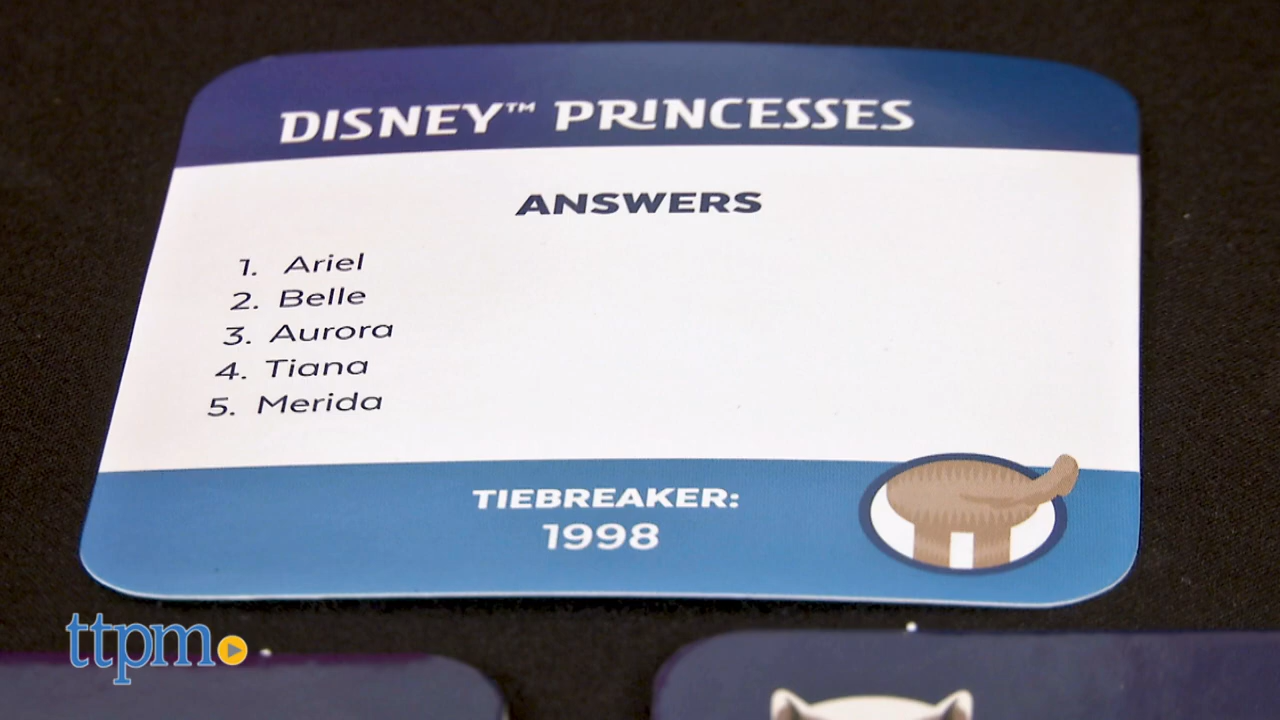 DISNEY™ PRINCESSES
ANSWERS
1. Ariel
2. Belle
3. Aurora
4. Tiana
5. Merida
TIEBREAKER:
1998
ttpm